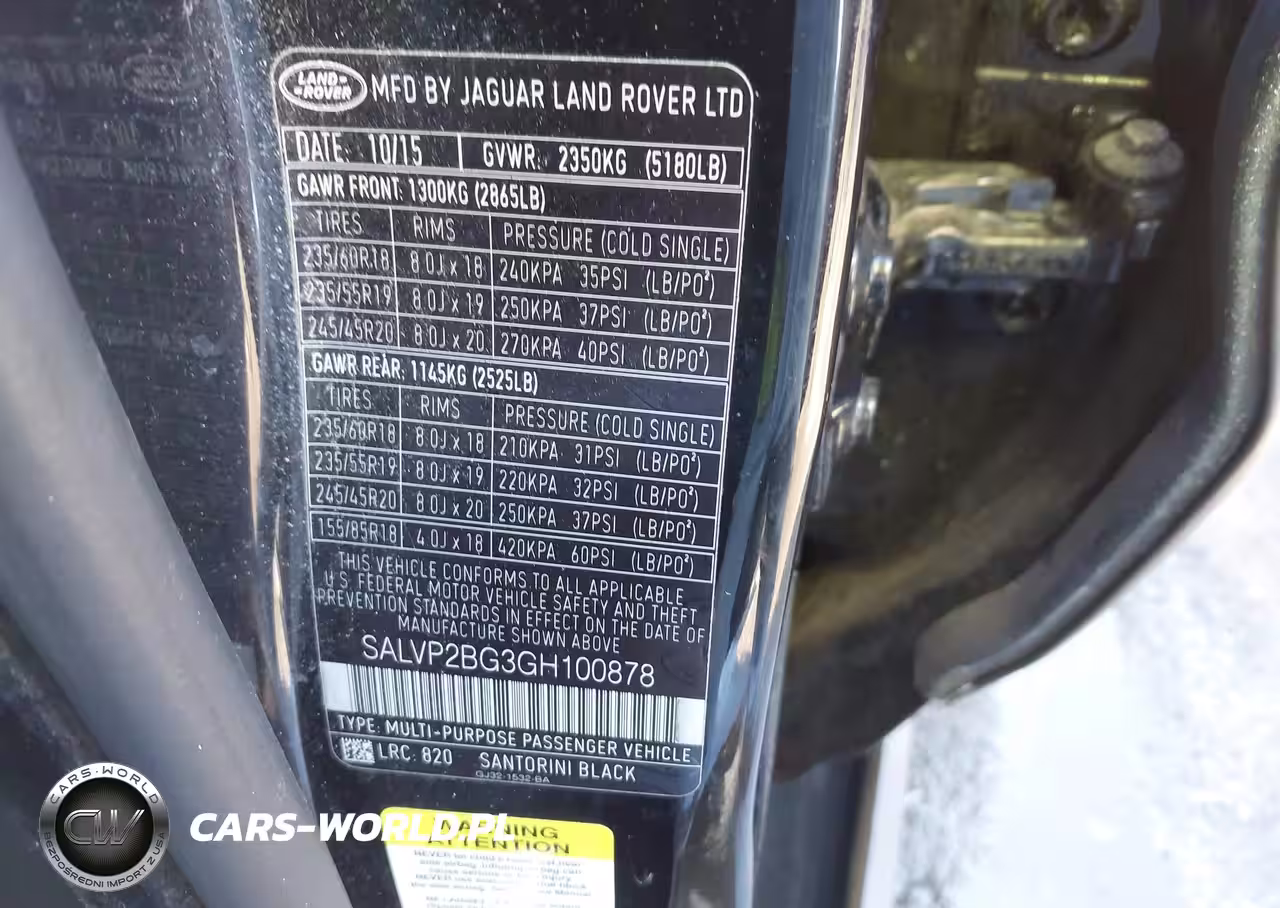 LAND-
-ROVER
MFD BY JAGUAR LAND ROVER LTD
DATE: 10/15 GVWR: 2350KG (5180LB)
GAWR FRONT: 1300KG (2865LB)
TIRES RIMS PRESSURE (COLD SINGLE)
235/60R18 8.0J x 18 240KPA 35PSI (LB/PO²)
235/55R19 8.0J x 19 250KPA 37PSI (LB/PO²)
245/45R20 8.0J x 20 270KPA 40PSI (LB/PO²)
GAWR REAR: 1145KG (2525LB)
TIRES RIMS PRESSURE (COLD SINGLE)
235/60R18 8.0J x 18 210KPA 31PSI (LB/PO²)
235/55R19 8.0J x 19 220KPA 32PSI (LB/PO²)
245/45R20 8.0J x 20 250KPA 37PSI (LB/PO²)
155/85R18 4.0J x 18 420KPA 60PSI (LB/PO²)
THIS VEHICLE CONFORMS TO ALL APPLICABLE
U.S. FEDERAL MOTOR VEHICLE SAFETY AND THEFT
PREVENTION STANDARDS IN EFFECT ON THE DATE OF
MANUFACTURE SHOWN ABOVE
SALVP2BG3GH100878
TYPE: MULTI-PURPOSE PASSENGER VEHICLE
LRC: 820 SANTORINI BLACK
GJ32-1532-BA
CARS-WORLD
CW
BEZPOŚREDNI IMPORT Z USA
CARS-WORLD.PL
WARNING
ATTENTION